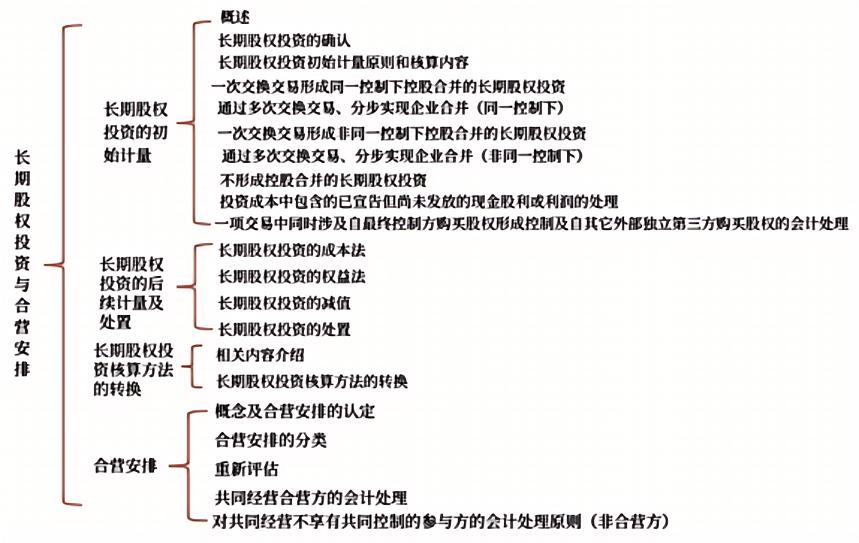 长期股权投资与合营安排
长期股权
投资的初
始计量
概述
长期股权投资的确认
长期股权投资初始计量原则和核算内容
一次交换交易形成同一控制下控股合并的长期股权投资
通过多次交换交易、分步实现企业合并（同一控制下）
一次交换交易形成非同一控制下控股合并的长期股权投资
通过多次交换交易、分步实现企业合并（非同一控制下）
不形成控股合并的长期股权投资
投资成本中包含的已宣告但尚未发放的现金股利或利润的处理
一项交易中同时涉及自最终控制方购买股权形成控制及自其它外部独立第三方购买股权的会计处理
长期股权
投资的后
续计量及
处置
长期股权投资的成本法
长期股权投资的权益法
长期股权投资的减值
长期股权投资的处置
长期股权投
资核算方法
的转换
相关内容介绍
长期股权投资核算方法的转换
合营安排
概念及合营安排的认定
合营安排的分类
重新评估
共同经营合营方的会计处理
对共同经营不享有共同控制的参与方的会计处理原则（非合营方）